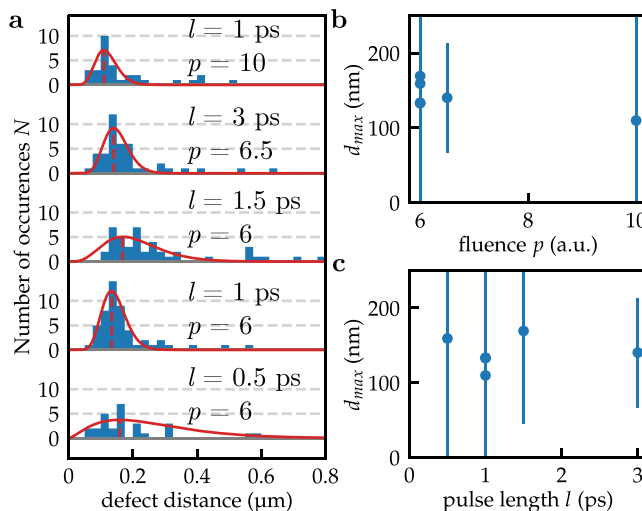 a
Number of occurences N
10
5
0
l = 1 ps
p = 10
10
5
0
l = 3 ps
p = 6.5
10
5
0
l = 1.5 ps
p = 6
10
5
0
l = 1 ps
p = 6
10
5
0
l = 0.5 ps
p = 6
0 0.2 0.4 0.6 0.8
defect distance (µm)
b
d_max (nm)
200
100
0
6 8 10
fluence p (a.u.)
c
d_max (nm)
200
100
0
0 1 2 3
pulse length l (ps)